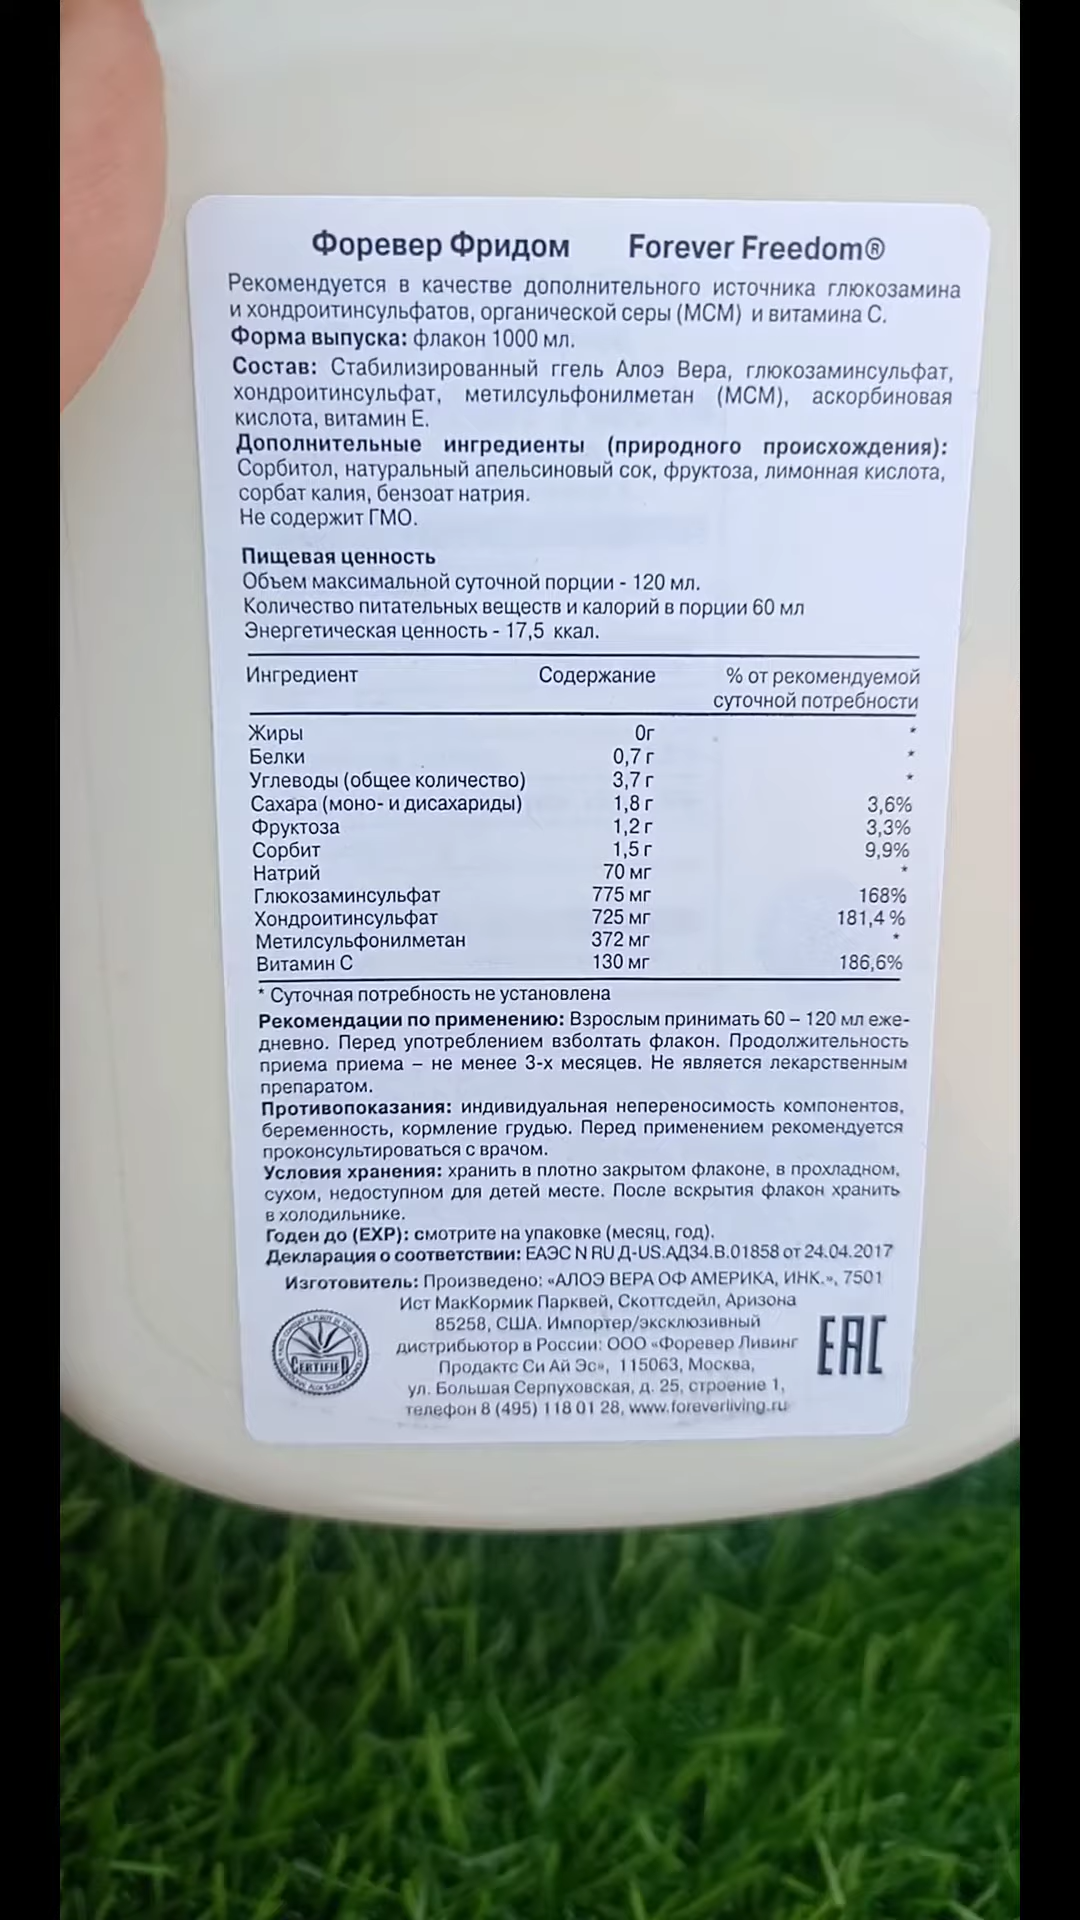 Форевер Фридом Forever Freedom®
Рекомендуется в качестве дополнительного источника глюкозамина
и хондроитинсульфатов, органической серы (МСМ) и витамина С.
Форма выпуска: флакон 1000 мл.
Состав: Стабилизированный ггель Алоэ Вера, глюкозаминсульфат,
хондроитинсульфат, метилсульфонилметан (МСМ), аскорбиновая
кислота, витамин Е.
Дополнительные ингредиенты (природного происхождения):
Сорбитол, натуральный апельсиновый сок, фруктоза, лимонная кислота,
сорбат калия, бензоат натрия.
Не содержит ГМО.
Пищевая ценность
Объем максимальной суточной порции - 120 мл.
Количество питательных веществ и калорий в порции 60 мл
Энергетическая ценность - 17,5 ккал.
Ингредиент Содержание % от рекомендуемой
суточной потребности
Жиры 0г *
Белки 0,7 г *
Углеводы (общее количество) 3,7 г *
Сахара (моно- и дисахариды) 1,8 г 3,6%
Фруктоза 1,2 г 3,3%
Сорбит 1,5 г 9,9%
Натрий 70 мг *
Глюкозаминсульфат 775 мг 168%
Хондроитинсульфат 725 мг 181,4 %
Метилсульфонилметан 372 мг *
Витамин С 130 мг 186,6%
* Суточная потребность не установлена
Рекомендации по применению: Взрослым принимать 60 – 120 мл еже-
дневно. Перед употреблением взболтать флакон. Продолжительность
приема приема – не менее 3-х месяцев. Не является лекарственным
препаратом.
Противопоказания: индивидуальная непереносимость компонентов,
беременность, кормление грудью. Перед применением рекомендуется
проконсультироваться с врачом.
Условия хранения: хранить в плотно закрытом флаконе, в прохладном,
сухом, недоступном для детей месте. После вскрытия флакон хранить
в холодильнике.
Годен до (EXP): смотрите на упаковке (месяц, год).
Декларация о соответствии: ЕАЭС N RU Д-US.АД34.В.01858 от 24.04.2017
Изготовитель: Произведено: «АЛОЭ ВЕРА ОФ АМЕРИКА, ИНК.», 7501
Ист МакКормик Парквей, Скоттсдейл, Аризона
85258, США. Импортер/эксклюзивный
дистрибьютор в России: ООО «Форевер Ливинг
Продактс Си Ай Эс», 115063, Москва,
ул. Большая Серпуховская, д. 25, строение 1,
телефон 8 (495) 118 01 28, www.foreverliving.ru
CERTIFIED
EAC